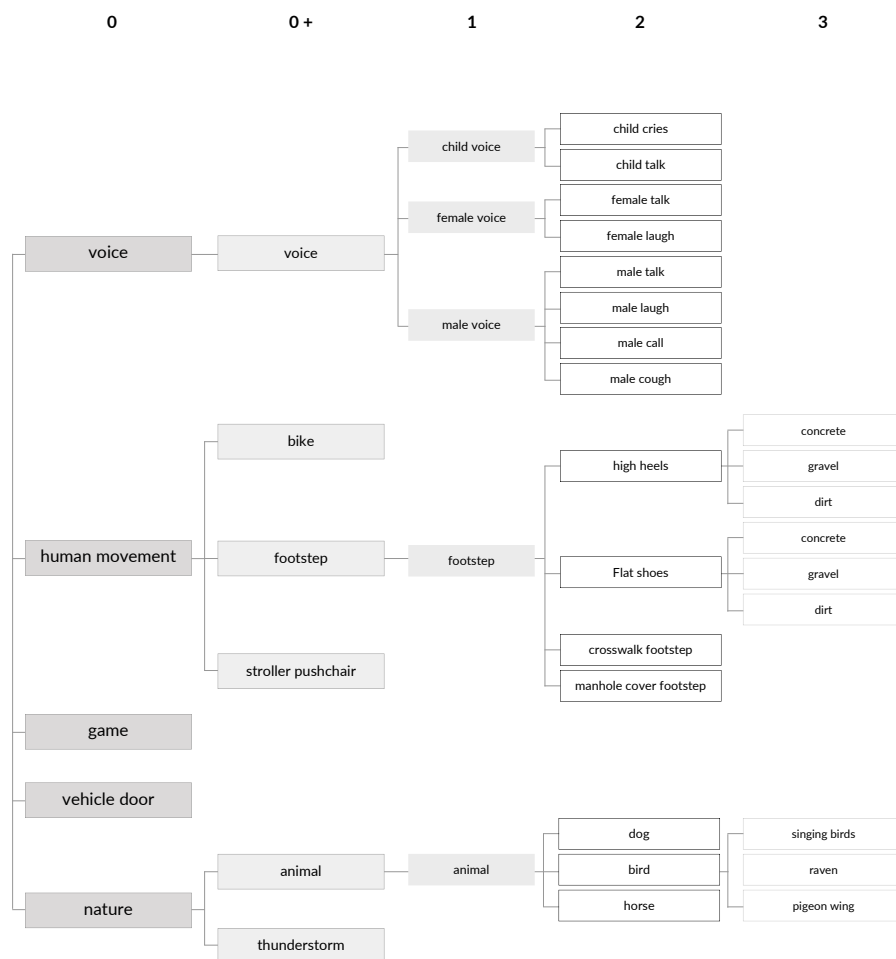 0
0 +
1
2
3
child cries
child voice
child talk
female talk
female voice
female laugh
voice
voice
male talk
male laugh
male voice
male call
male cough
concrete
bike
high heels
gravel
dirt
concrete
human movement
footstep
footstep
Flat shoes
gravel
dirt
crosswalk footstep
stroller pushchair
manhole cover footstep
game
vehicle door
dog
singing birds
animal
animal
bird
raven
nature
horse
pigeon wing
thunderstorm